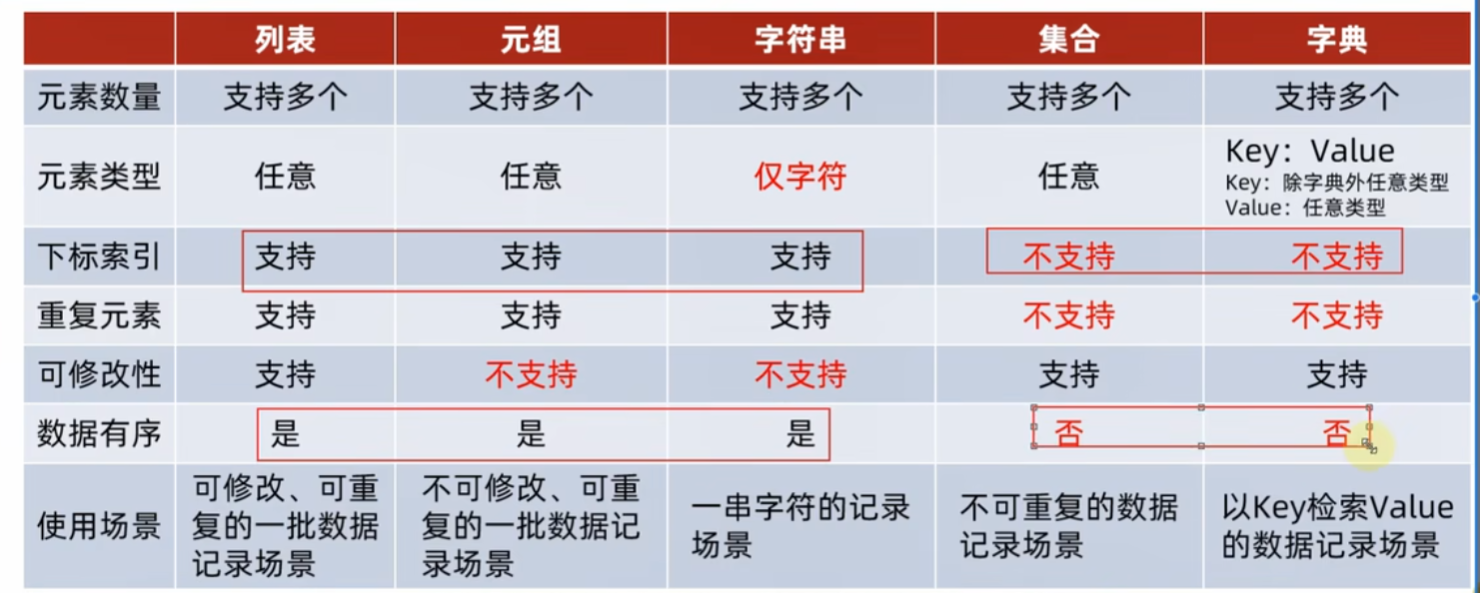 列表 元组 字符串 集合 字典
元素数量 支持多个 支持多个 支持多个 支持多个 支持多个
元素类型 任意 任意 仅字符 任意 Key：Value
Key：除字典外任意类型
Value：任意类型
下标索引 支持 支持 支持 不支持 不支持
重复元素 支持 支持 支持 不支持 不支持
可修改性 支持 不支持 不支持 支持 支持
数据有序 是 是 是 否 否
使用场景
可修改、可重
复的一批数据
记录场景
不可修改、可重
复的一批数据记
录场景
一串字符的记录
场景
不可重复的数据
记录场景
以Key检索Value
的数据记录场景